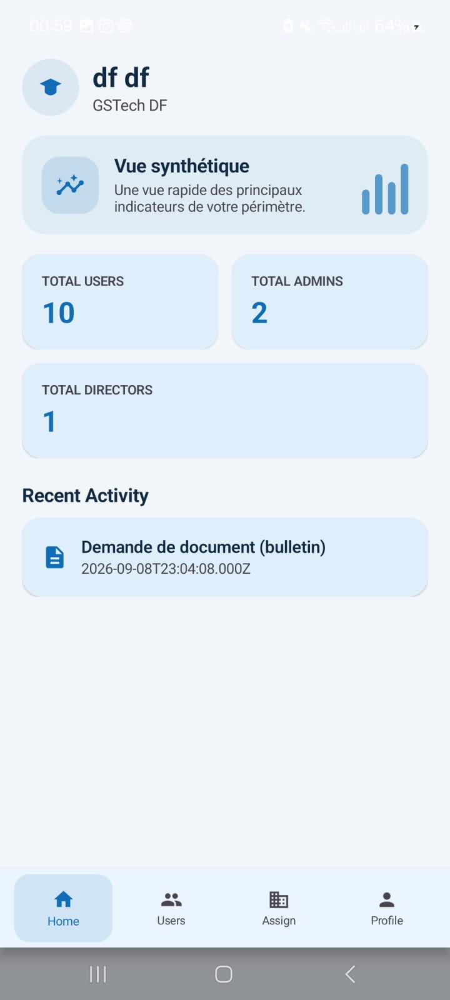 00:59
64%
df df
GSTech DF
Vue synthétique
Une vue rapide des principaux
indicateurs de votre périmètre.
TOTAL USERS
10
TOTAL ADMINS
2
TOTAL DIRECTORS
1
Recent Activity
Demande de document (bulletin)
2026-09-08T23:04:08.000Z
Home
Users
Assign
Profile